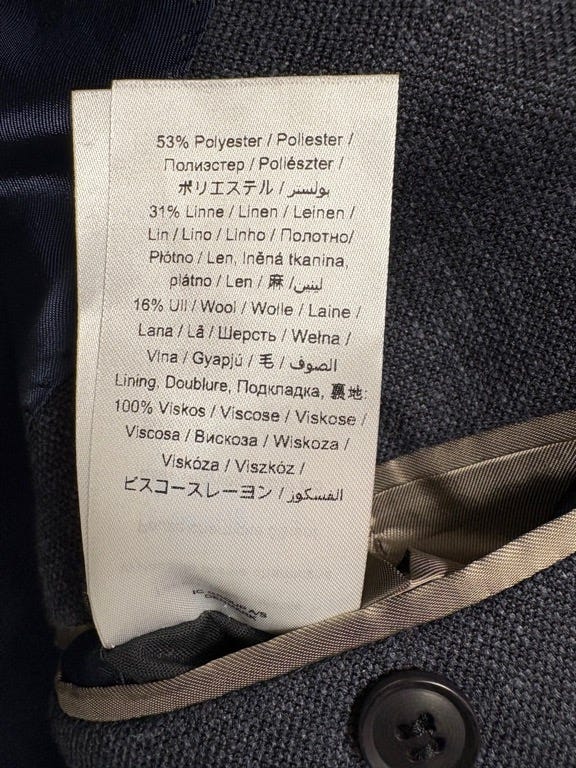 53% Polyester / Poliester /
Полиэстер / Poliészter /
ポリエステル / بولستر
31% Linne / Linen / Leinen /
Lin / Lino / Linho / Полотно/
Płótno / Len, lněná tkanina,
plátno / Len / 麻 / لينين
16% Ull / Wool / Wolle / Laine /
Lana / Lã / Шерсть / Wełna /
Vlna / Gyapjú / 毛 / الصوف
Lining, Doublure, Подкладка, 裏地:
100% Viskos / Viscose / Viskose /
Viscosa / Вискоза / Wiskoza /
Viskóza / Viszkóz /
ビスコースレーヨン / الفسكوز